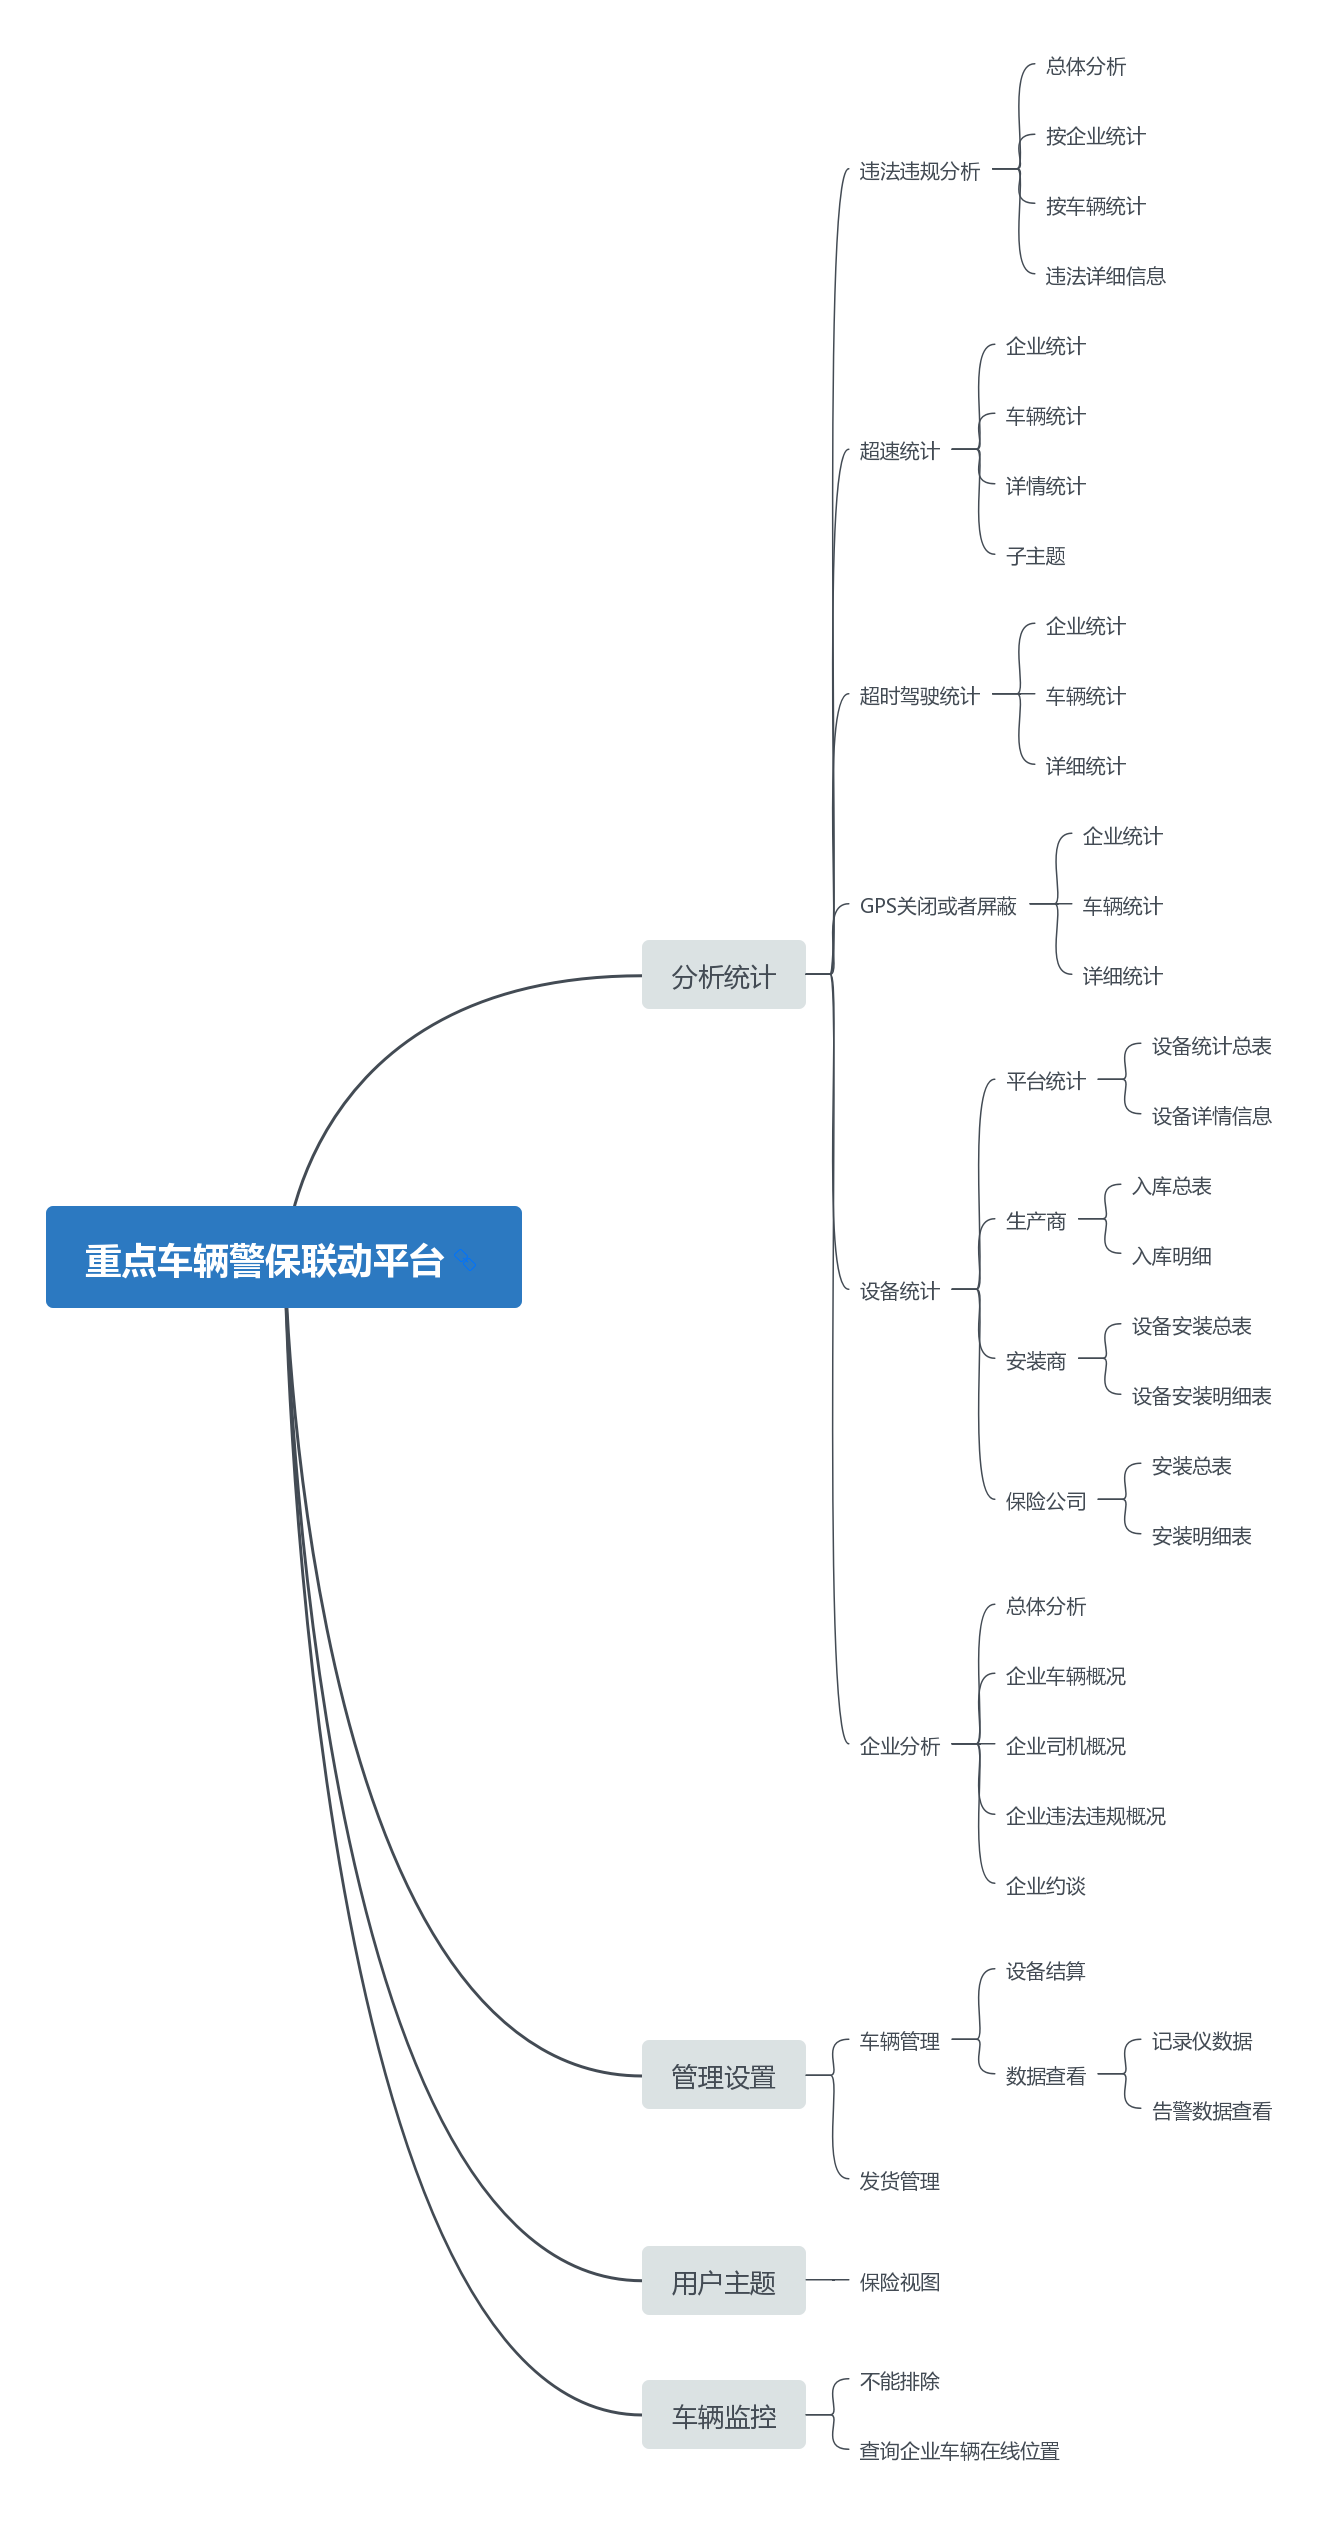 重点车辆警保联动平台
分析统计
违法违规分析
总体分析
按企业统计
按车辆统计
违法详细信息
超速统计
企业统计
车辆统计
详情统计
子主题
超时驾驶统计
企业统计
车辆统计
详细统计
GPS关闭或者屏蔽
企业统计
车辆统计
详细统计
设备统计
平台统计
设备统计总表
设备详情信息
生产商
入库总表
入库明细
安装商
设备安装总表
设备安装明细表
保险公司
安装总表
安装明细表
企业分析
总体分析
企业车辆概况
企业司机概况
企业违法违规概况
企业约谈
管理设置
车辆管理
设备结算
数据查看
记录仪数据
告警数据查看
发货管理
用户主题
保险视图
车辆监控
不能排除
查询企业车辆在线位置